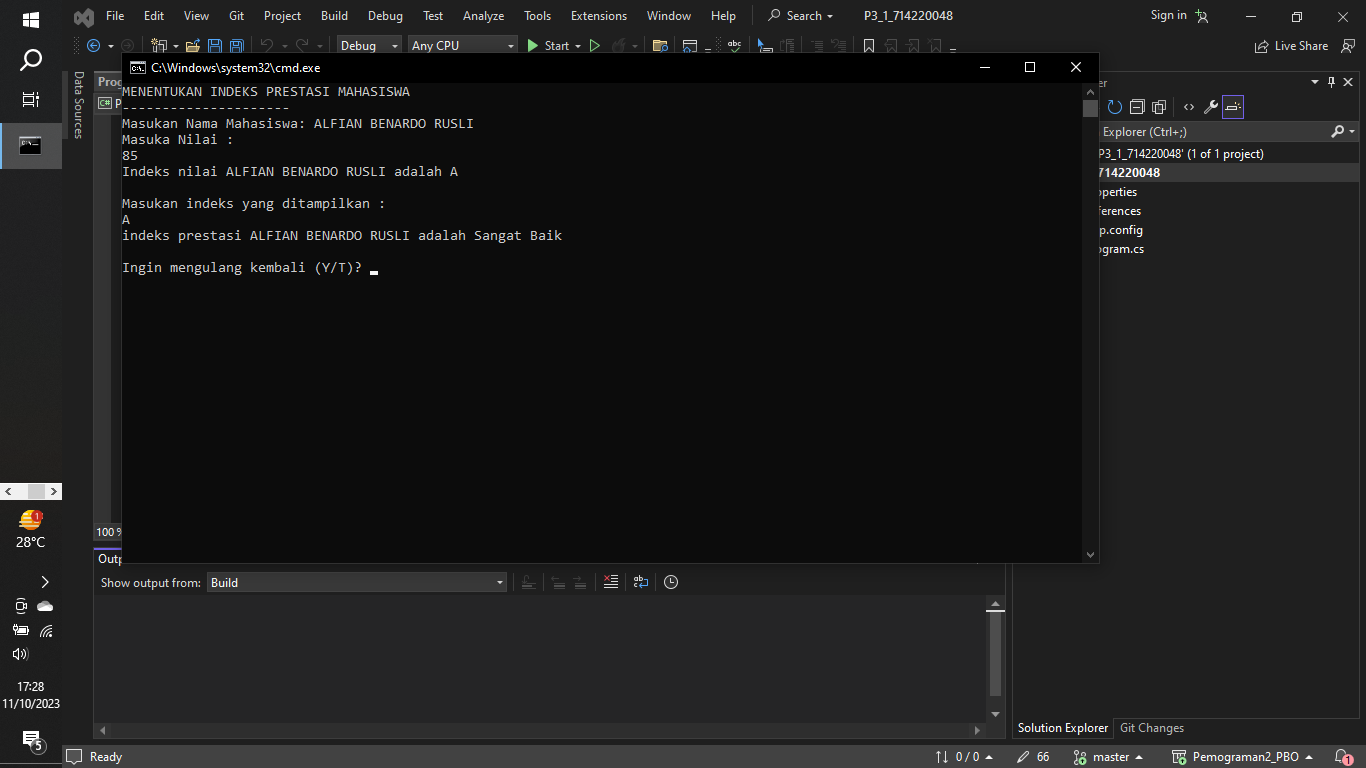 File Edit View Git Project Build Debug Test Analyze Tools Extensions Window Help Search P3_1_714220048 Sign in
Debug Any CPU Start Live Share
C:\Windows\system32\cmd.exe
MENENTUKAN INDEKS PRESTASI MAHASISWA
---------------------
Masukan Nama Mahasiswa: ALFIAN BENARDO RUSLI
Masuka Nilai :
85
Indeks nilai ALFIAN BENARDO RUSLI adalah A
Masukan indeks yang ditampilkan :
A
indeks prestasi ALFIAN BENARDO RUSLI adalah Sangat Baik
Ingin mengulang kembali (Y/T)?
Data Sources
Prog
C# P
100 %
Outp
Show output from: Build
er
Explorer (Ctrl+;)
P3_1_714220048' (1 of 1 project)
714220048
operties
ferences
p.config
ogram.cs
Solution Explorer Git Changes
1
28°C
17:28
11/10/2023
5
Ready 0 / 0 66 master Pemograman2_PBO 1